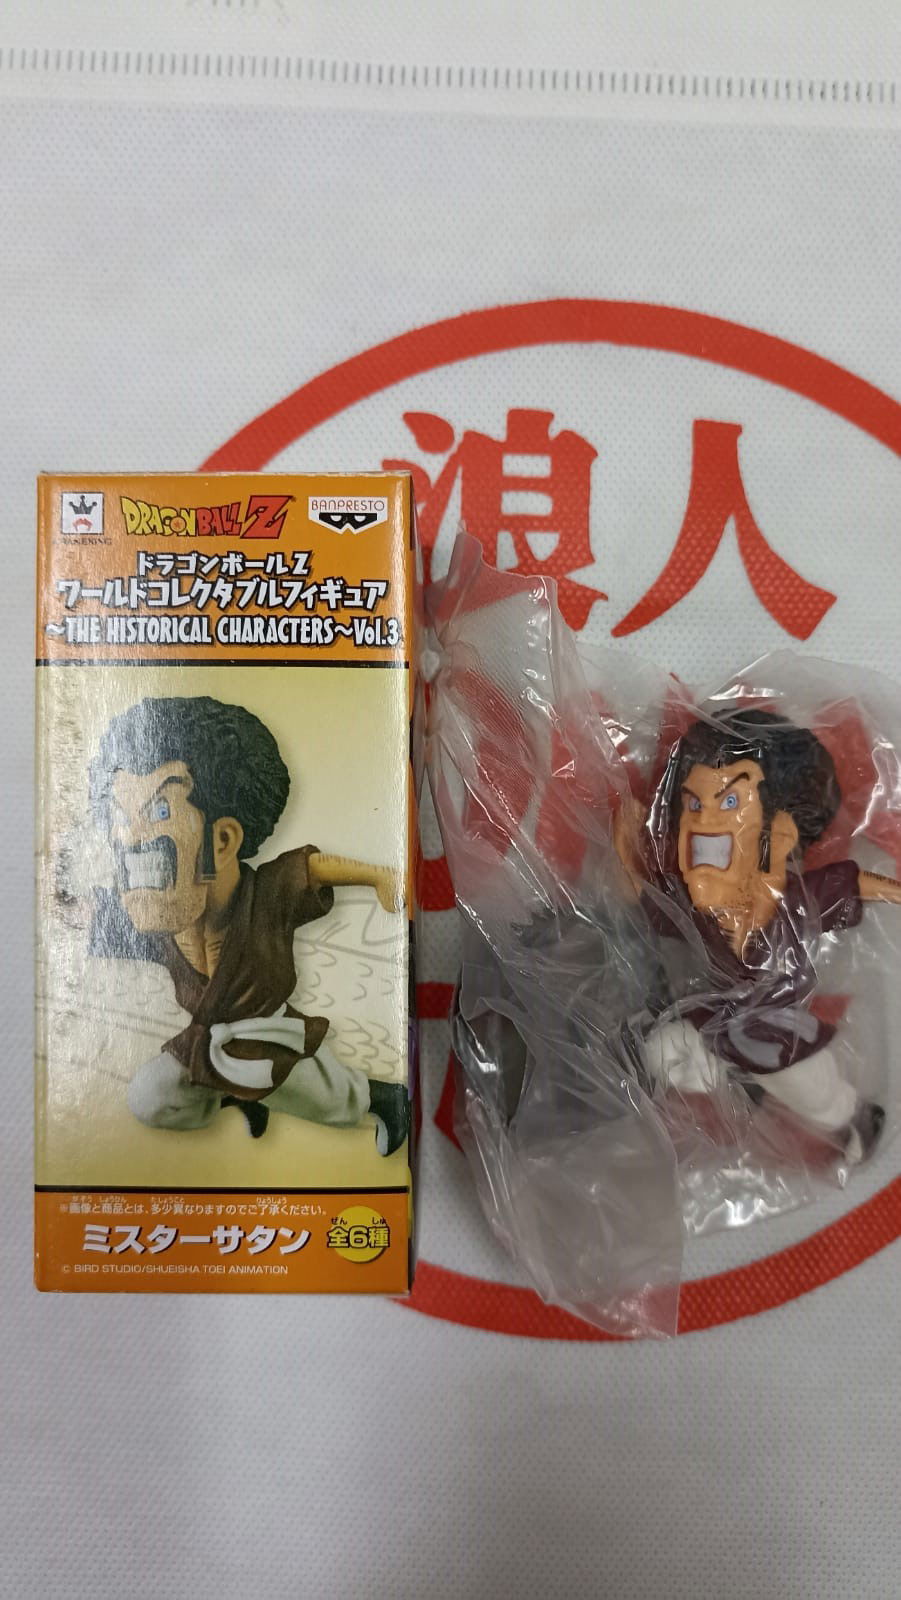 浪人
DRAGONBALL Z
BANPRESTO
ドラゴンボールZ
ワールドコレクタブルフィギュア
~THE HISTORICAL CHARACTERS~Vol.3
※画像と商品とは、多少異なりますのでご了承ください。
ミスターサタン
全6種
© BIRD STUDIO/SHUEISHA TOEI ANIMATION